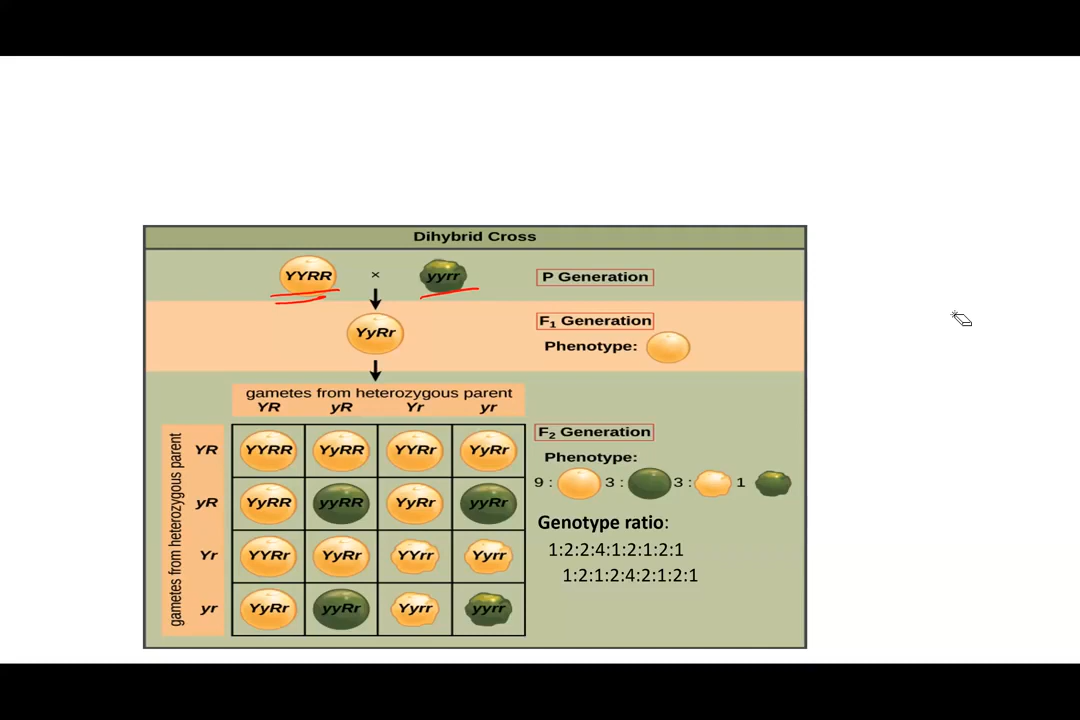 Dihybrid Cross
YYRR × yyrr P Generation
YyRr
F1 Generation
Phenotype:
gametes from heterozygous parent
YR yR Yr yr
gametes from heterozygous parent
YR YYRR YyRR YYRr YyRr
yR YyRR yyRR YyRr yyRr
Yr YYRr YyRr YYrr Yyrr
yr YyRr yyRr Yyrr yyrr
F2 Generation
Phenotype:
9 : 3 : 3 : 1
Genotype ratio:
1:2:2:4:1:2:1:2:1
1:2:1:2:4:2:1:2:1